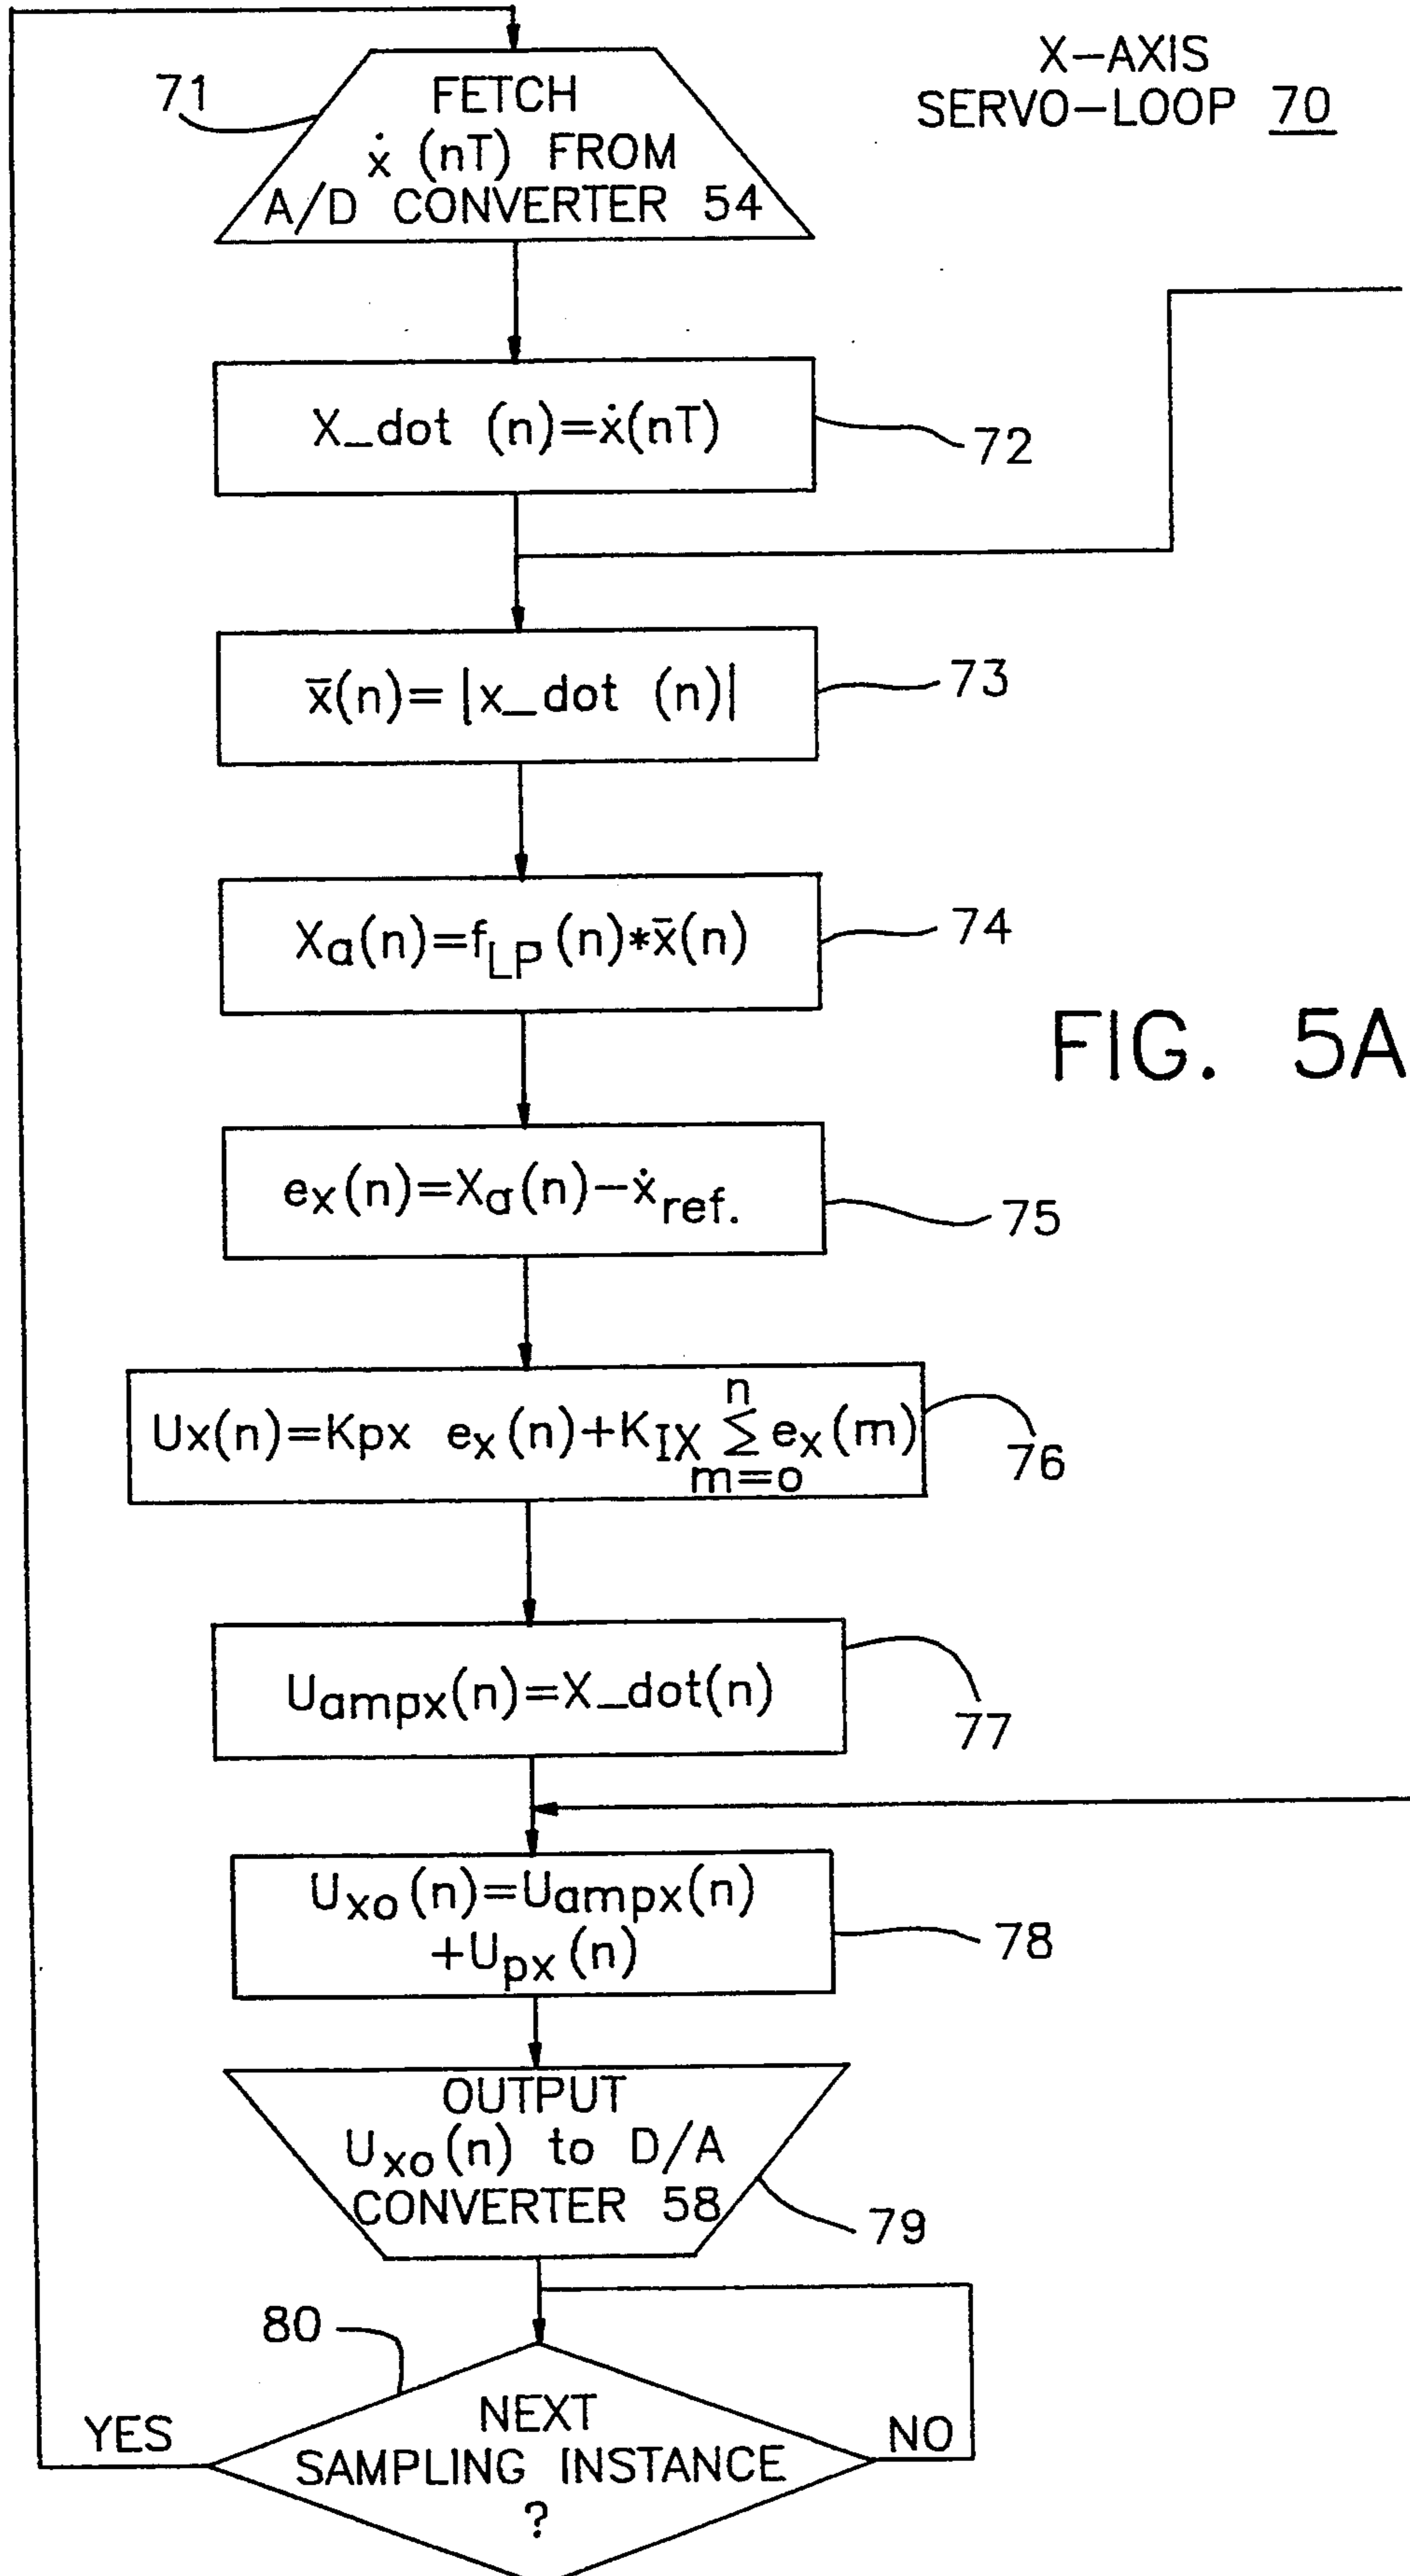 X-AXIS
SERVO-LOOP 70
71
FETCH
ẋ (nT) FROM
A/D CONVERTER 54
X_dot (n)=ẋ(nT)
72
x̄(n)= |x_dot (n)|
73
Xa(n)=fLP(n)*x̄(n)
74
FIG. 5A
ex(n)=Xa(n)-ẋref.
75
Ux(n)=Kpx ex(n)+KIX n∑m=o ex(m)
76
Uampx(n)=X_dot(n)
77
Uxo(n)=Uampx(n)
+Upx(n)
78
OUTPUT
Uxo(n) to D/A
CONVERTER 58
79
80
YES
NEXT
SAMPLING INSTANCE
?
NO